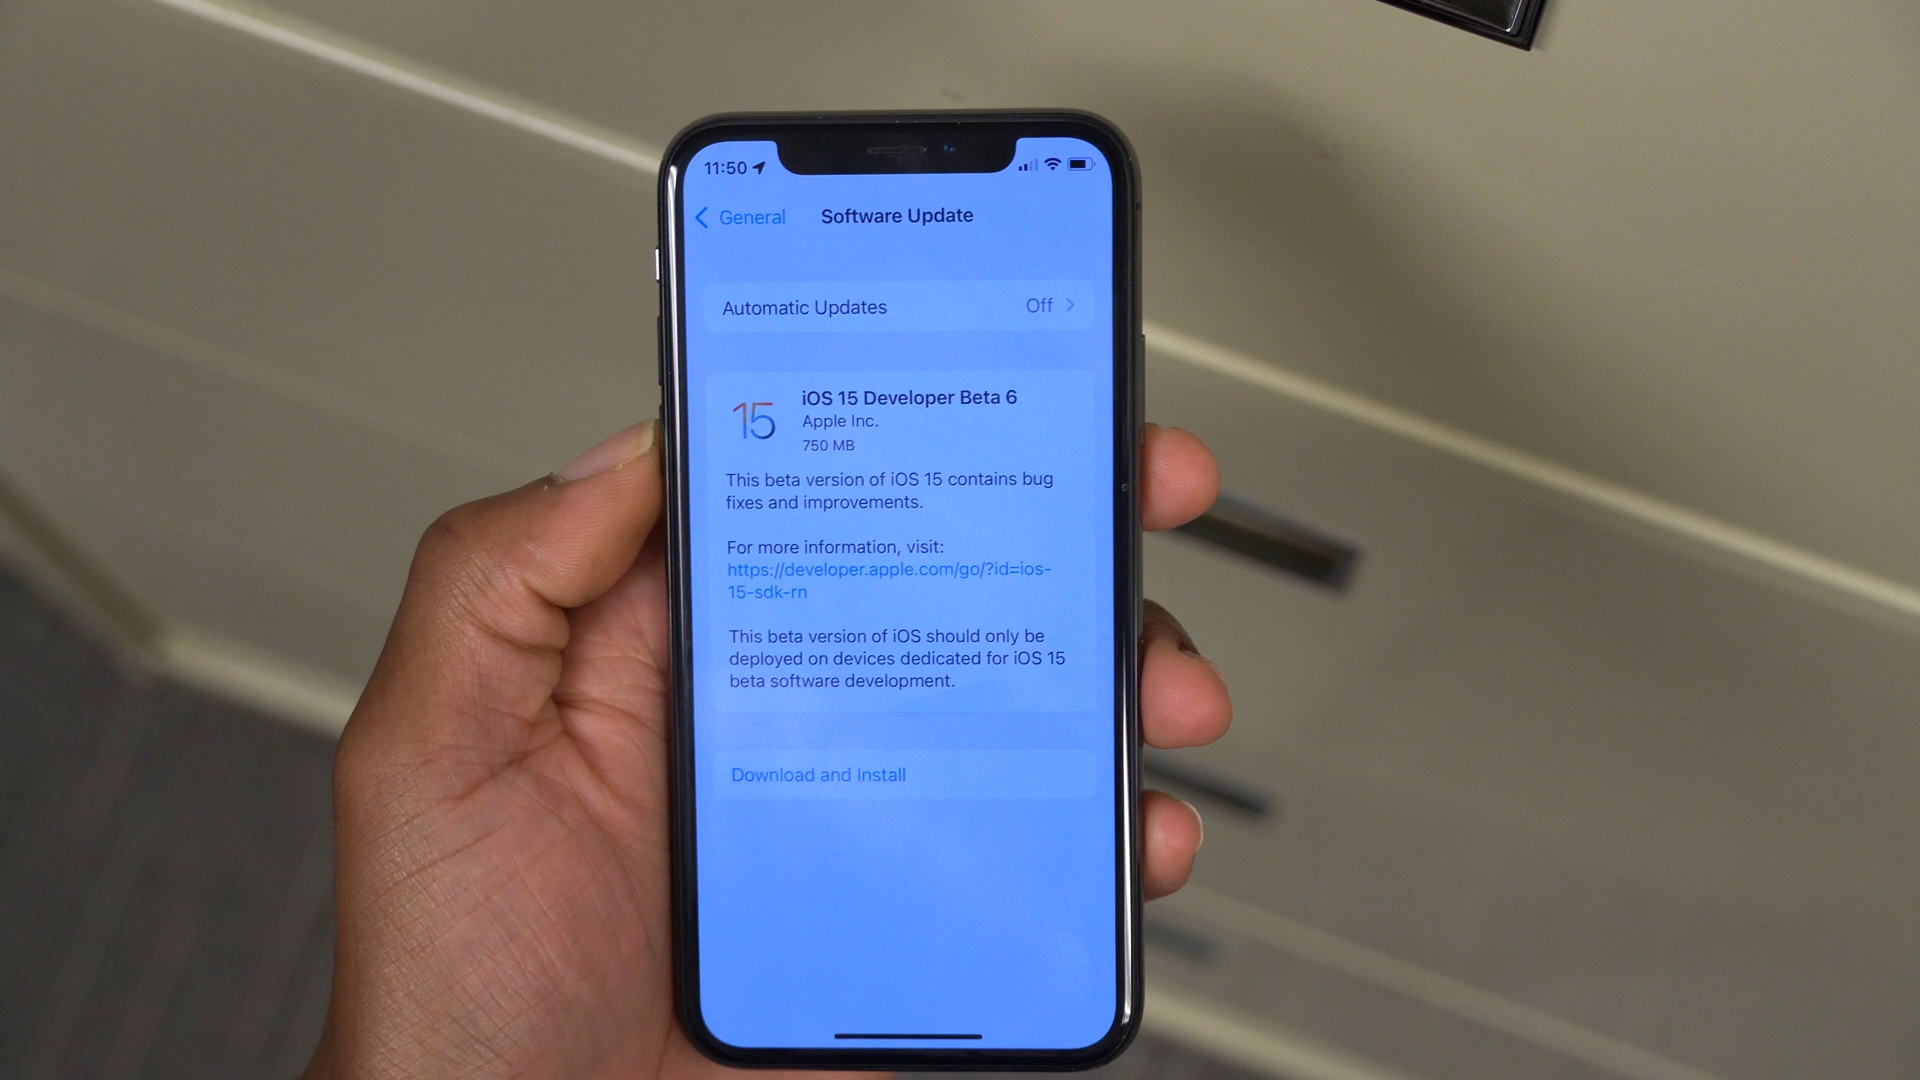 11:50
General
Software Update
Automatic Updates
Off
15
iOS 15 Developer Beta 6
Apple Inc.
750 MB
This beta version of iOS 15 contains bug
fixes and improvements.
For more information, visit:
https://developer.apple.com/go/?id=ios-
15-sdk-rn
This beta version of iOS should only be
deployed on devices dedicated for iOS 15
beta software development.
Download and Install